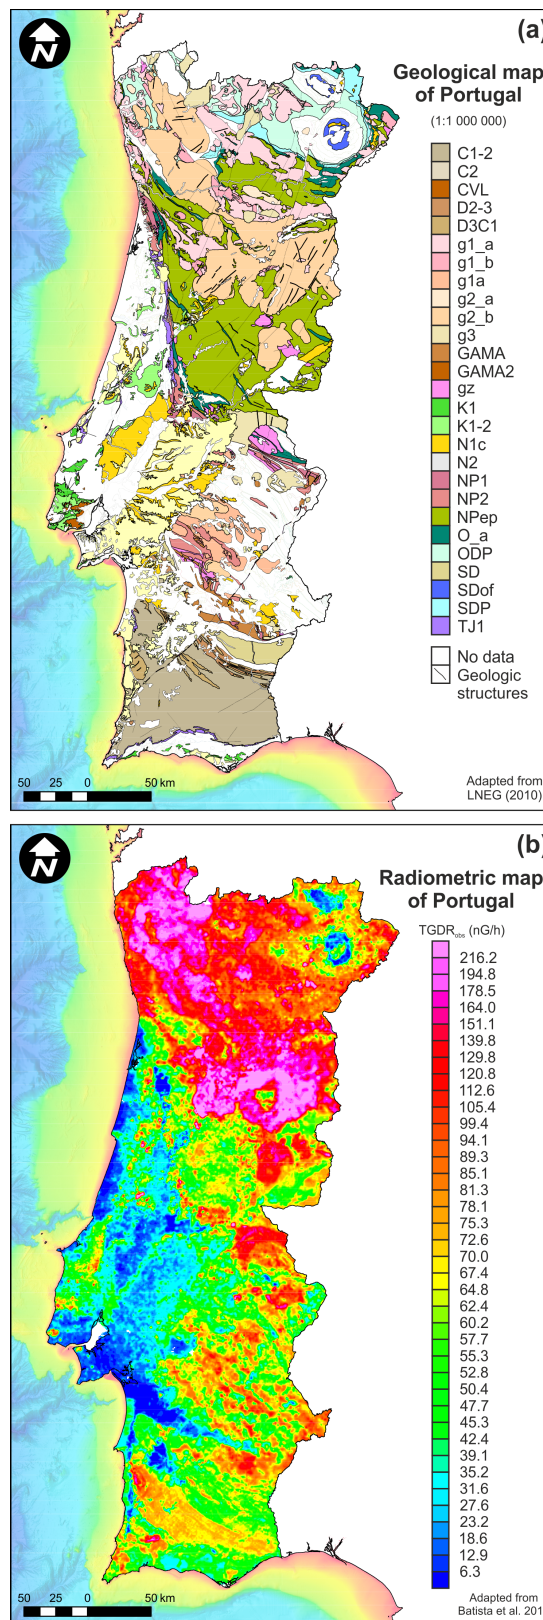 N
(a)
Geological map
of Portugal
(1:1 000 000)
C1-2
C2
CVL
D2-3
D3C1
g1_a
g1_b
g1a
g2_a
g2_b
g3
GAMA
GAMA2
gz
K1
K1-2
N1c
N2
NP1
NP2
NPep
O_a
ODP
SD
SDof
SDP
TJ1
No data
Geologic
structures
50 25 0 50 km
Adapted from
LNEG (2010)
N
(b)
Radiometric map
of Portugal
TGDRobs (nG/h)
216.2
194.8
178.5
164.0
151.1
139.8
129.8
120.8
112.6
105.4
99.4
94.1
89.3
85.1
81.3
78.1
75.3
72.6
70.0
67.4
64.8
62.4
60.2
57.7
55.3
52.8
50.4
47.7
45.3
42.4
39.1
35.2
31.6
27.6
23.2
18.6
12.9
6.3
50 25 0 50 km
Adapted from
Batista et al. 201